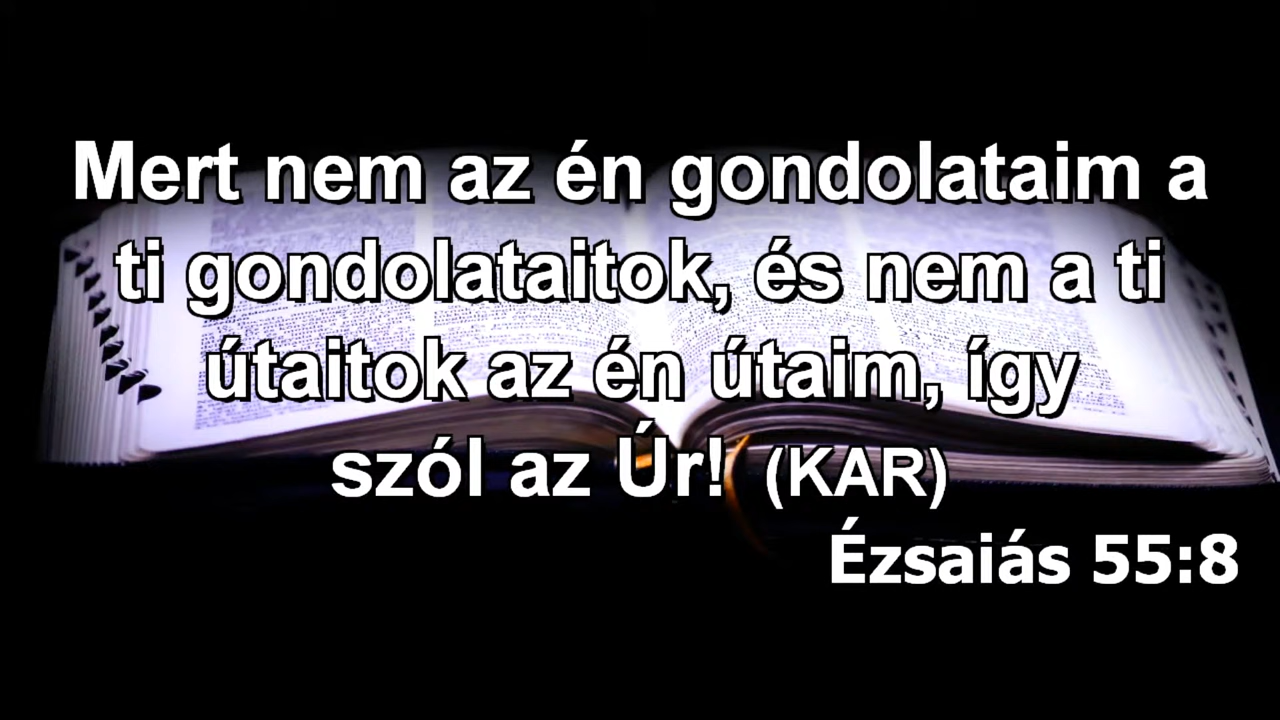 Mert nem az én gondolataim a
ti gondolataitok, és nem a ti
útaitok az én útaim, így
szól az Úr! (KAR)
Ézsaiás 55:8